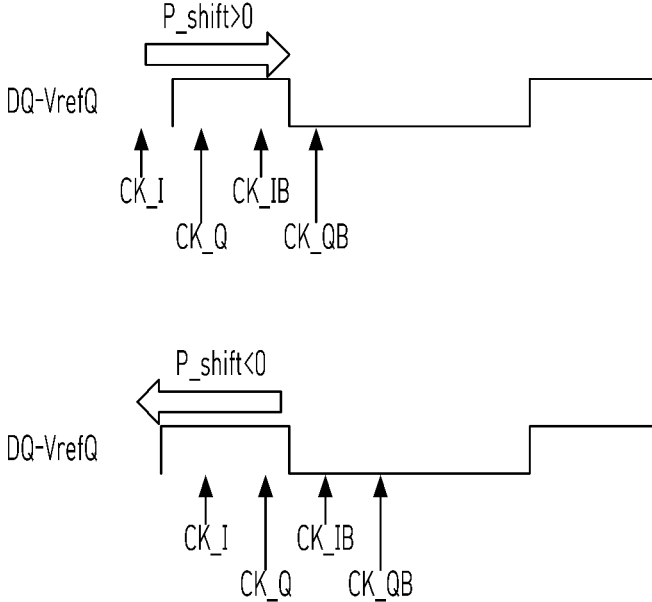 P_shift>0
DQ-VrefQ
CK_I
CK_IB
CK_Q
CK_QB
P_shift<0
DQ-VrefQ
CK_I
CK_IB
CK_Q
CK_QB